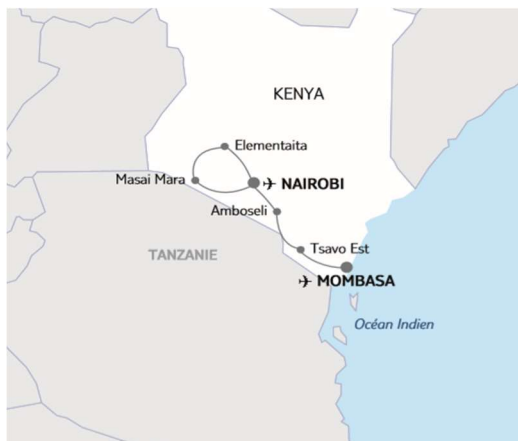 KENYA
Elementaita
Masai Mara
NAIROBI
Amboseli
Tsavo Est
TANZANIE
MOMBASA
Océan Indien